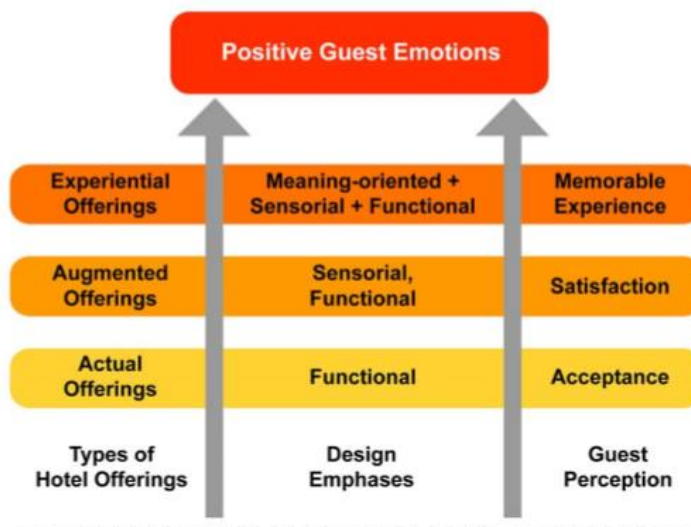 Positive Guest Emotions
Experiential
Offerings
Meaning-oriented +
Sensorial + Functional
Memorable
Experience
Augmented
Offerings
Sensorial,
Functional
Satisfaction
Actual
Offerings
Functional
Acceptance
Types of
Hotel Offerings
Design
Emphases
Guest
Perception